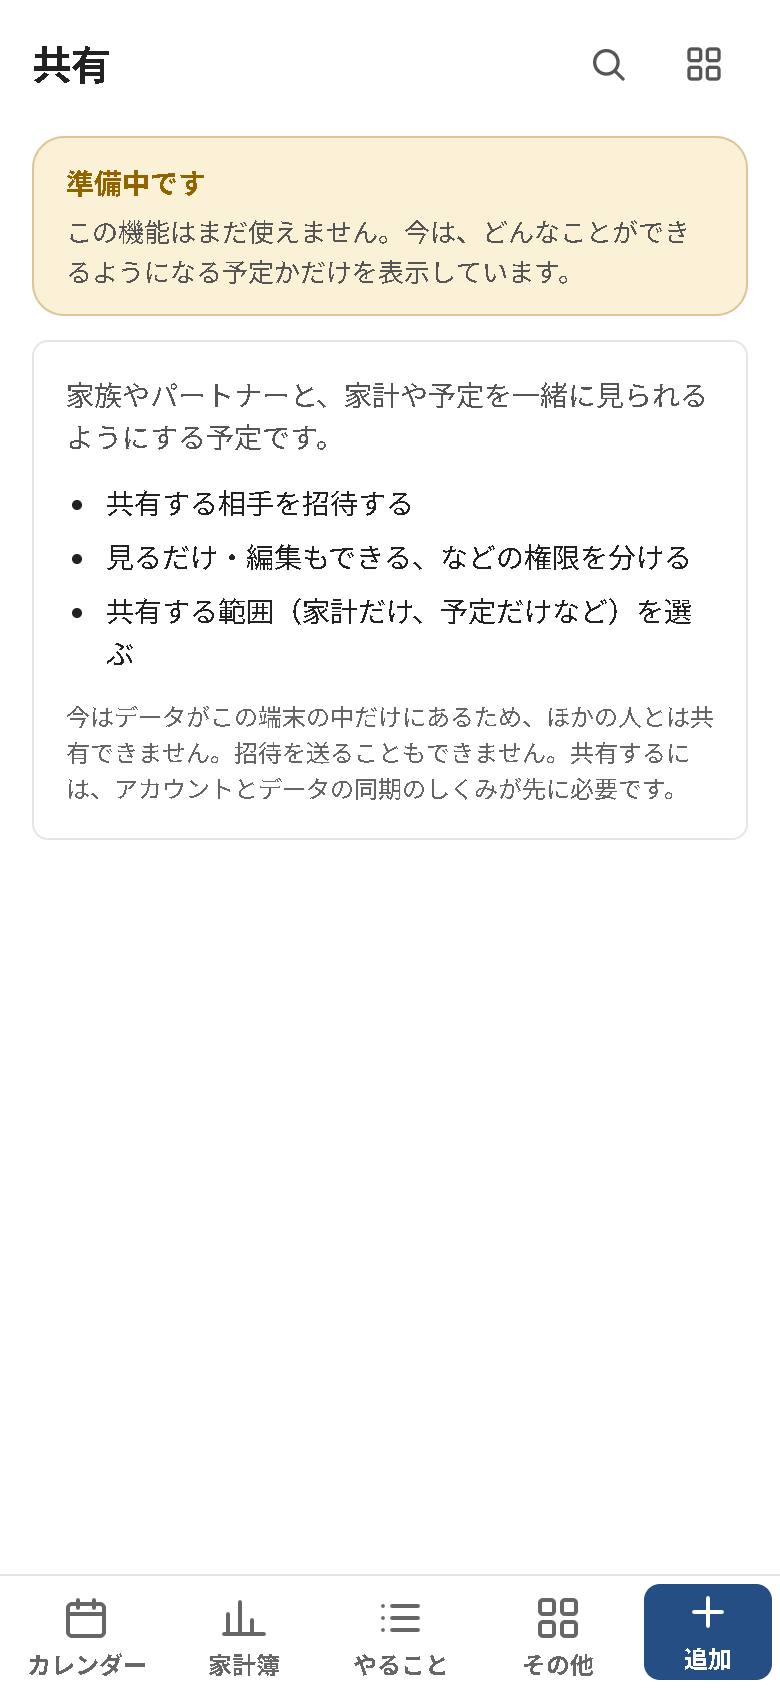 共有
準備中です
この機能はまだ使えません。今は、どんなことができ
るようになる予定かだけを表示しています。
家族やパートナーと、家計や予定を一緒に見られる
ようにする予定です。
• 共有する相手を招待する
• 見るだけ・編集もできる、などの権限を分ける
• 共有する範囲（家計だけ、予定だけなど）を選
ぶ
今はデータがこの端末の中だけにあるため、ほかの人とは共
有できません。招待を送ることもできません。共有するに
は、アカウントとデータの同期のしくみが先に必要です。
カレンダー
家計簿
やること
その他
追加